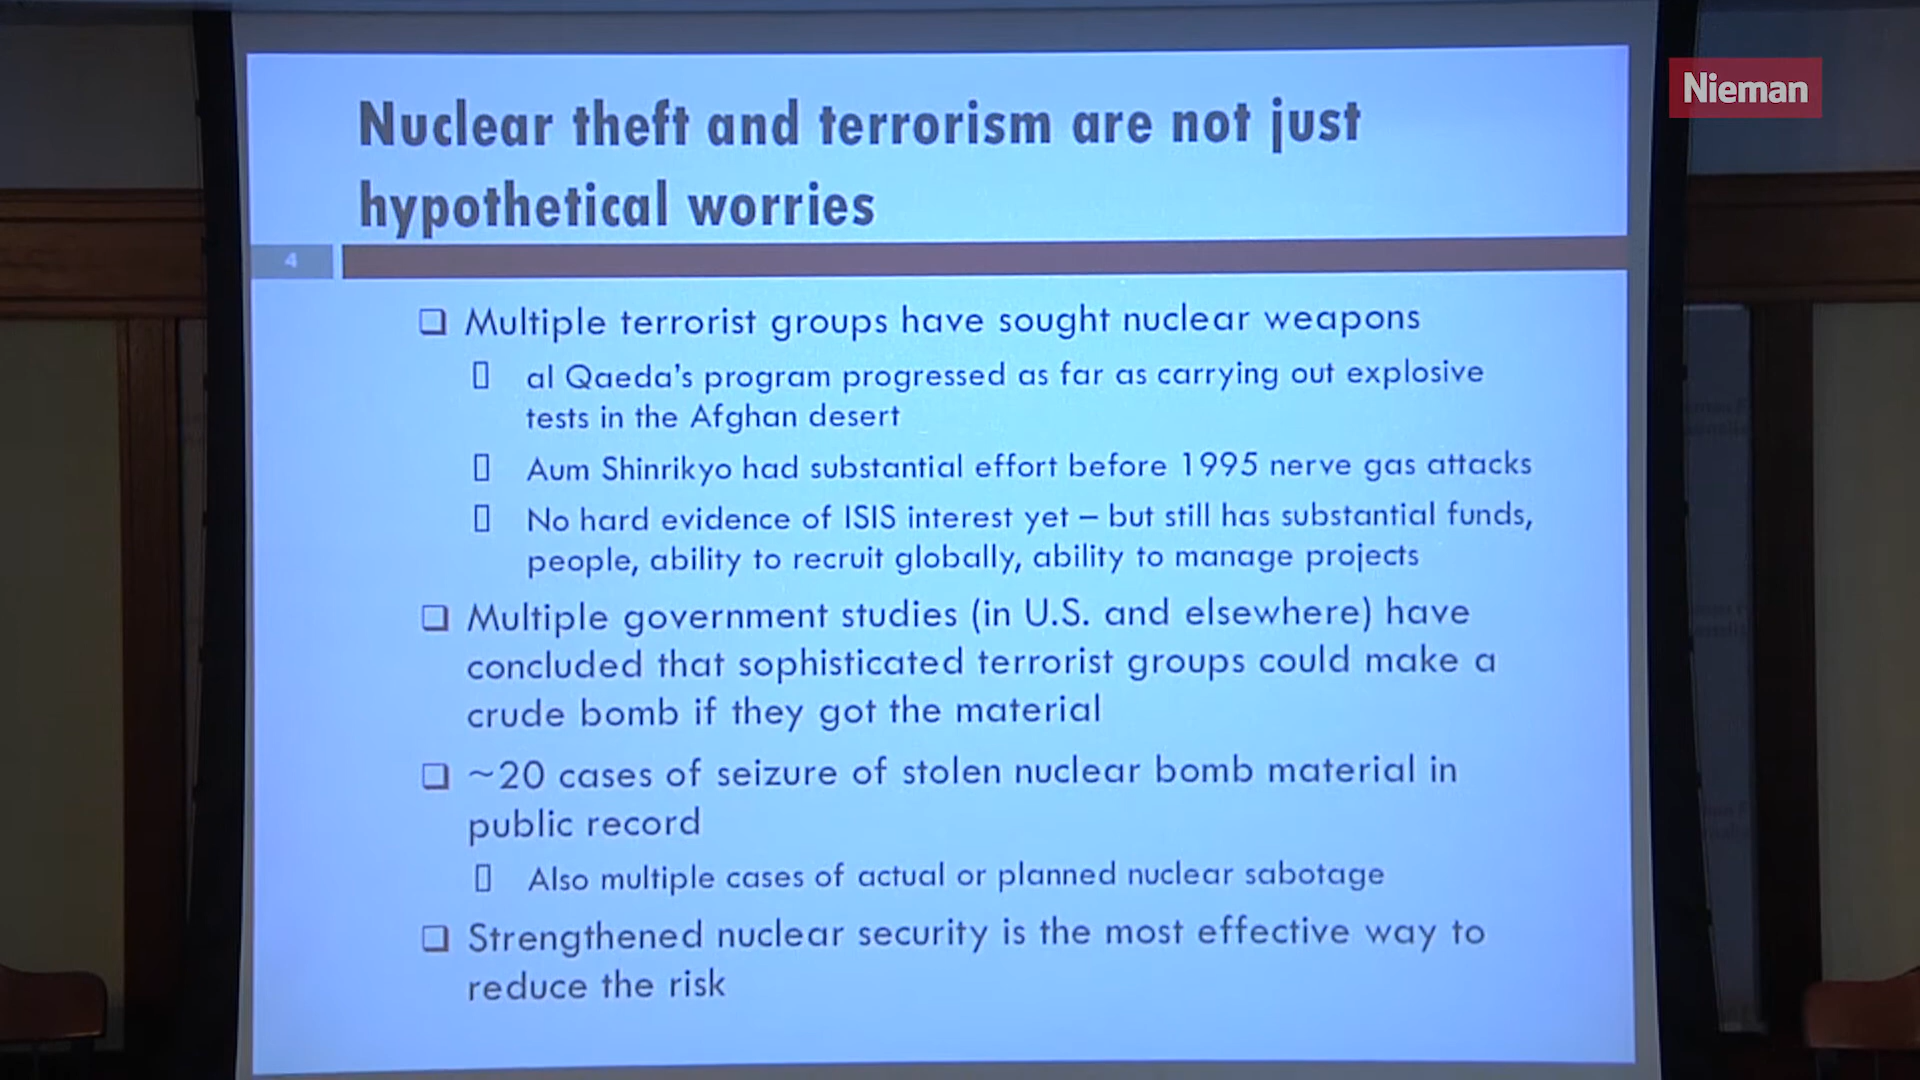 Nieman
Nuclear theft and terrorism are not just
hypothetical worries
4
❑ Multiple terrorist groups have sought nuclear weapons
▯ al Qaeda’s program progressed as far as carrying out explosive
tests in the Afghan desert
▯ Aum Shinrikyo had substantial effort before 1995 nerve gas attacks
▯ No hard evidence of ISIS interest yet – but still has substantial funds,
people, ability to recruit globally, ability to manage projects
❑ Multiple government studies (in U.S. and elsewhere) have
concluded that sophisticated terrorist groups could make a
crude bomb if they got the material
❑ ~20 cases of seizure of stolen nuclear bomb material in
public record
▯ Also multiple cases of actual or planned nuclear sabotage
❑ Strengthened nuclear security is the most effective way to
reduce the risk